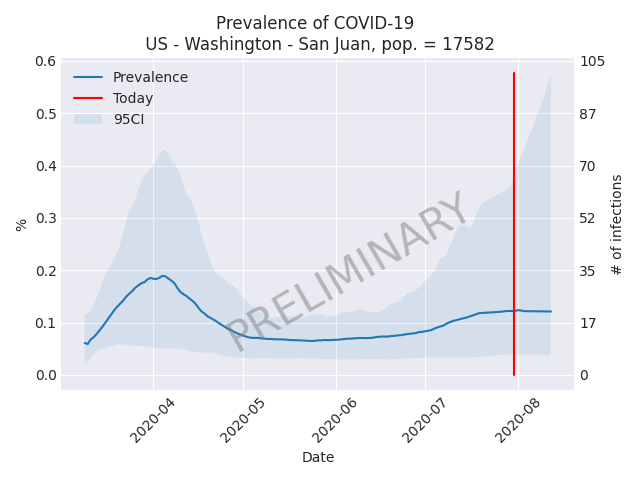 Prevalence of COVID-19
US - Washington - San Juan, pop. = 17582
Prevalence
Today
95CI
0.6
0.5
0.4
0.3
0.2
0.1
0.0
%
105
87
70
52
35
17
0
# of infections
PRELIMINARY
2020-04
2020-05
2020-06
2020-07
2020-08
Date